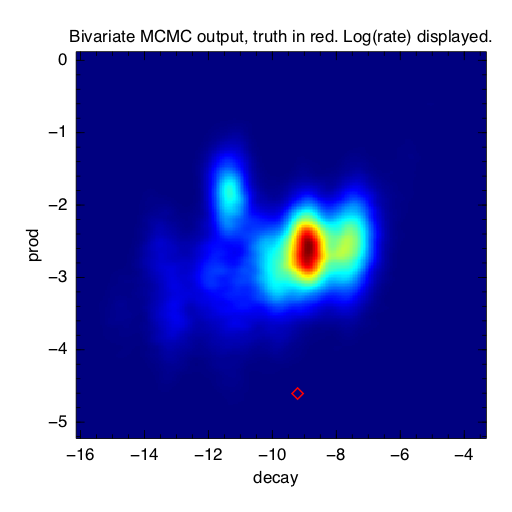 Bivariate MCMC output, truth in red. Log(rate) displayed.
0
−1
−2
−3
−4
−5
prod
−16 −14 −12 −10 −8 −6 −4
decay